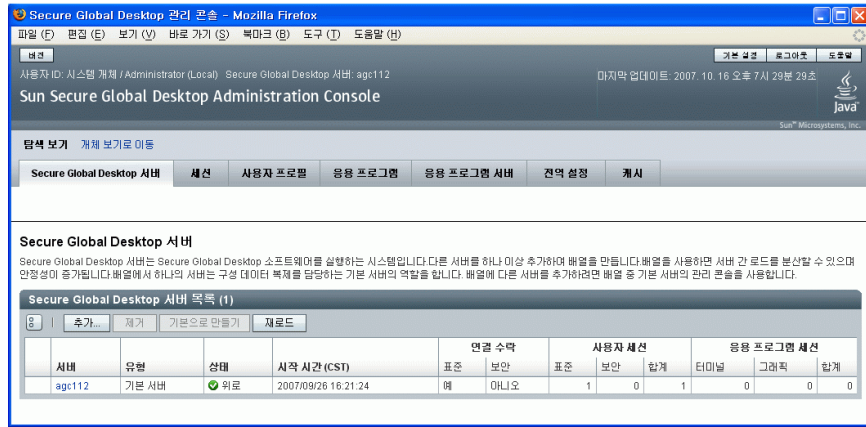 Secure Global Desktop 관리 콘솔 - Mozilla Firefox
파일 (F) 편집 (E) 보기 (V) 바로 가기 (S) 북마크 (B) 도구 (T) 도움말 (H)
버전 기본 설정 로그아웃 도움말
사용자 ID: 시스템 개체 / Administrator (Local) Secure Global Desktop 서버: agc112 마지막 업데이트: 2007. 10. 16 오후 7시 29분 29초
Sun Secure Global Desktop Administration Console
Java
Sun™ Microsystems, Inc.
탐색 보기 개체 보기로 이동
Secure Global Desktop 서버 세션 사용자 프로필 응용 프로그램 응용 프로그램 서버 전역 설정 캐시
Secure Global Desktop 서버
Secure Global Desktop 서버는 Secure Global Desktop 소프트웨어를 실행하는 시스템입니다.다른 서버를 하나 이상 추가하여 배열을 만듭니다.배열을 사용하면 서버 간 로드를 분산할 수 있으며
안정성이 증가됩니다.배열에서 하나의 서버는 구성 데이터 복제를 담당하는 기본 서버의 역할을 합니다. 배열에 다른 서버를 추가하려면 배열 중 기본 서버의 관리 콘솔을 사용합니다.
Secure Global Desktop 서버 목록 (1)
추가... 제거 기본으로 만들기 재로드
연결 수락 사용자 세션 응용 프로그램 세션
서버 유형 상태 시작 시간 (CST) 표준 보안 표준 보안 합계 터미널 그래픽 합계
agc112 기본 서버 위로 2007/09/26 16:21:24 예 아니오 1 0 1 0 0 0